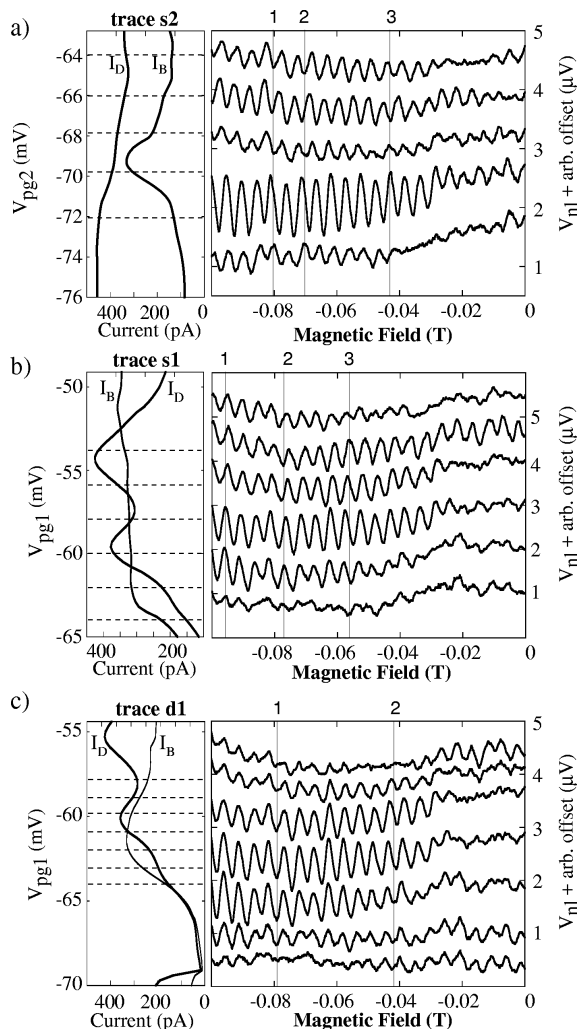 a)
trace s2
1 2 3
5
-64
I_D I_B
-66
4
-68
3
V_pg2 (mV)
V_nl + arb. offset (µV)
-70
2
-72
-74
1
-76
400 200 0
-0.08 -0.06 -0.04 -0.02 0
Current (pA)
Magnetic Field (T)
b)
trace s1
1 2 3
-50
I_B I_D
5
-55
4
V_pg1 (mV)
V_nl + arb. offset (µV)
3
-60
2
1
-65
400 200 0
-0.08 -0.06 -0.04 -0.02 0
Current (pA)
Magnetic Field (T)
c)
trace d1
1 2
5
-55
I_D I_B
4
-60
3
V_pg1 (mV)
V_nl + arb. offset (µV)
2
-65
1
-70
400 200 0
-0.08 -0.06 -0.04 -0.02 0
Current (pA)
Magnetic Field (T)